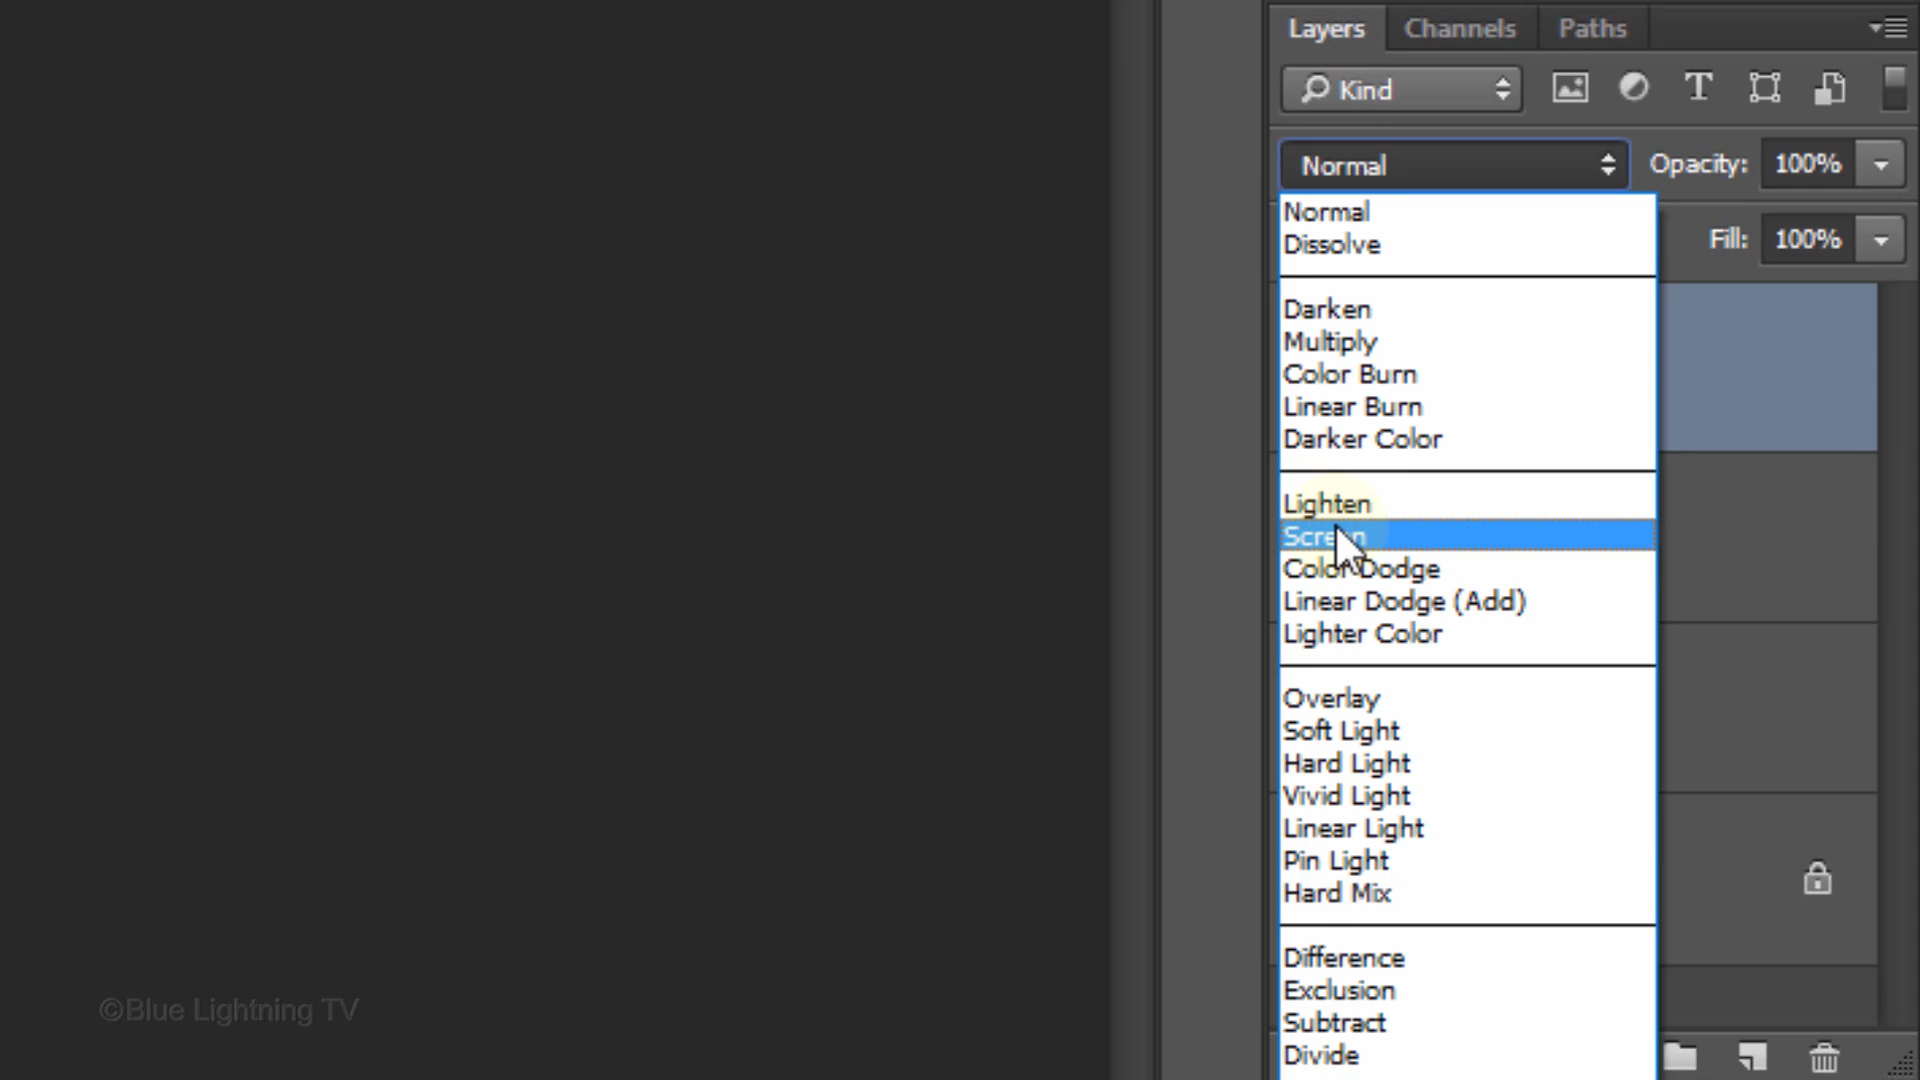 Layers Channels Paths
Kind T
Normal Opacity: 100%
Fill: 100%
Normal
Dissolve
Darken
Multiply
Color Burn
Linear Burn
Darker Color
Lighten
Screen
Color Dodge
Linear Dodge (Add)
Lighter Color
Overlay
Soft Light
Hard Light
Vivid Light
Linear Light
Pin Light
Hard Mix
Difference
Exclusion
Subtract
Divide
©Blue Lightning TV